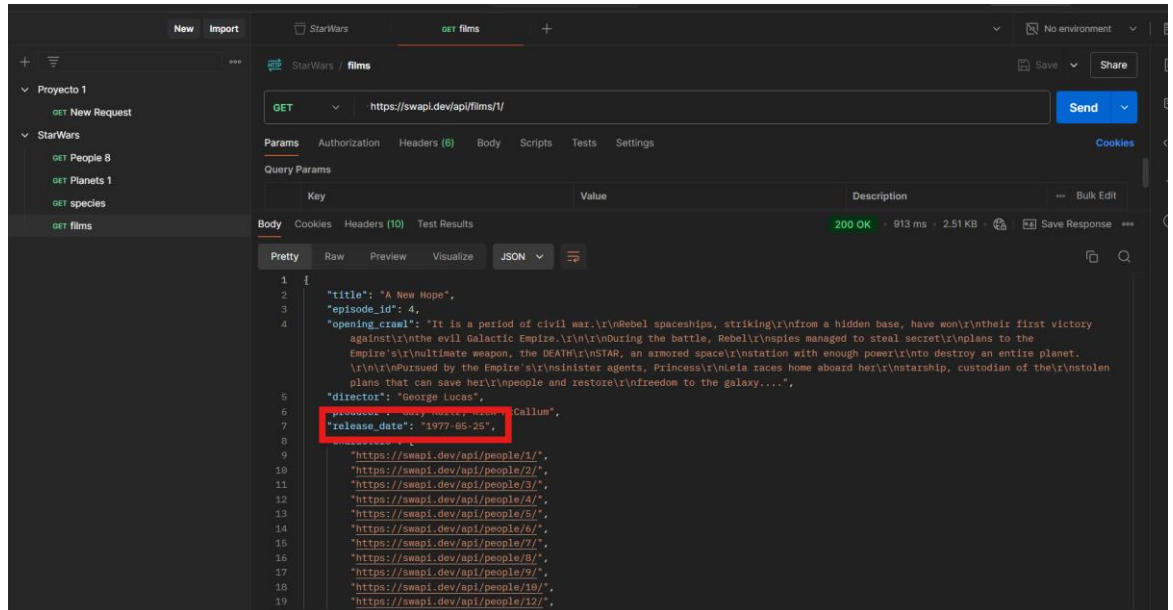 New Import
StarWars
GET films
No environment
StarWars / films
Save
Share
Proyecto 1
GET New Request
StarWars
GET People 8
GET Planets 1
GET species
GET films
GET
https://swapi.dev/api/films/1/
Send
Params Authorization Headers (6) Body Scripts Tests Settings
Cookies
Query Params
Key Value Description Bulk Edit
Body Cookies Headers (10) Test Results
200 OK 913 ms 2.51 KB Save Response
Pretty Raw Preview Visualize JSON
1 {
2 "title": "A New Hope",
3 "episode_id": 4,
4 "opening_crawl": "It is a period of civil war.\r\nRebel spaceships, striking\r\nfrom a hidden base, have won\r\ntheir first victory
against\r\nthe evil Galactic Empire.\r\n\r\nDuring the battle, Rebel\r\nspies managed to steal secret\r\nplans to the
Empire's\r\nultimate weapon, the DEATH\r\nSTAR, an armored space\r\nstation with enough power\r\nto destroy an entire planet.
\r\n\r\nPursued by the Empire's\r\nsinister agents, Princess\r\nLeia races home aboard her\r\nstarship, custodian of the\r\nstolen
plans that can save her\r\npeople and restore\r\nfreedom to the galaxy....",
5 "director": "George Lucas",
6 Callum",
7 "release_date": "1977-05-25",
8
9 "https://swapi.dev/api/people/1/",
10 "https://swapi.dev/api/people/2/",
11 "https://swapi.dev/api/people/3/",
12 "https://swapi.dev/api/people/4/",
13 "https://swapi.dev/api/people/5/",
14 "https://swapi.dev/api/people/6/",
15 "https://swapi.dev/api/people/7/",
16 "https://swapi.dev/api/people/8/",
17 "https://swapi.dev/api/people/9/",
18 "https://swapi.dev/api/people/10/",
19 "https://swapi.dev/api/people/12/",